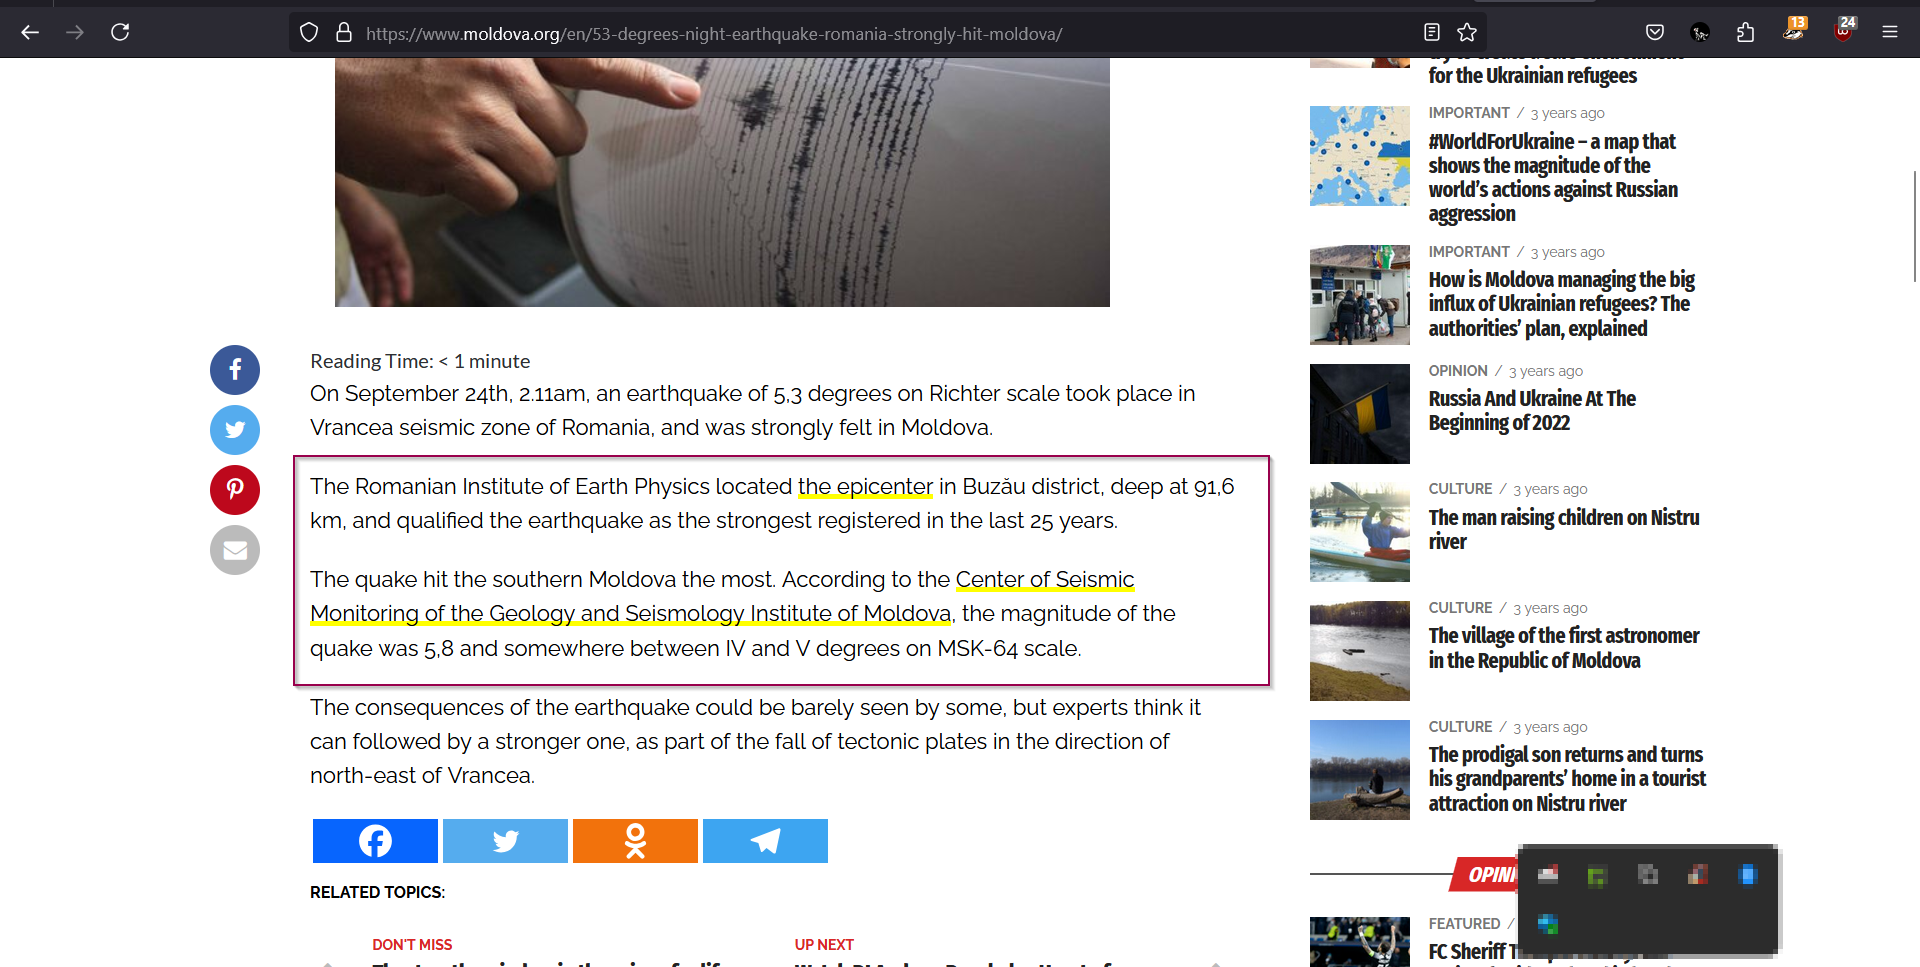 https://www.moldova.org/en/53-degrees-night-earthquake-romania-strongly-hit-moldova/
13
24
Reading Time: < 1 minute
On September 24th, 2.11am, an earthquake of 5,3 degrees on Richter scale took place in
Vrancea seismic zone of Romania, and was strongly felt in Moldova.
The Romanian Institute of Earth Physics located the epicenter in Buzău district, deep at 91,6
km, and qualified the earthquake as the strongest registered in the last 25 years.
The quake hit the southern Moldova the most. According to the Center of Seismic
Monitoring of the Geology and Seismology Institute of Moldova, the magnitude of the
quake was 5,8 and somewhere between IV and V degrees on MSK-64 scale.
The consequences of the earthquake could be barely seen by some, but experts think it
can followed by a stronger one, as part of the fall of tectonic plates in the direction of
north-east of Vrancea.
RELATED TOPICS:
DON'T MISS
UP NEXT
for the Ukrainian refugees
IMPORTANT / 3 years ago
#WorldForUkraine – a map that
shows the magnitude of the
world's actions against Russian
aggression
IMPORTANT / 3 years ago
How is Moldova managing the big
influx of Ukrainian refugees? The
authorities' plan, explained
OPINION / 3 years ago
Russia And Ukraine At The
Beginning of 2022
CULTURE / 3 years ago
The man raising children on Nistru
river
CULTURE / 3 years ago
The village of the first astronomer
in the Republic of Moldova
CULTURE / 3 years ago
The prodigal son returns and turns
his grandparents' home in a tourist
attraction on Nistru river
OPINI
FEATURED /
FC Sheriff T